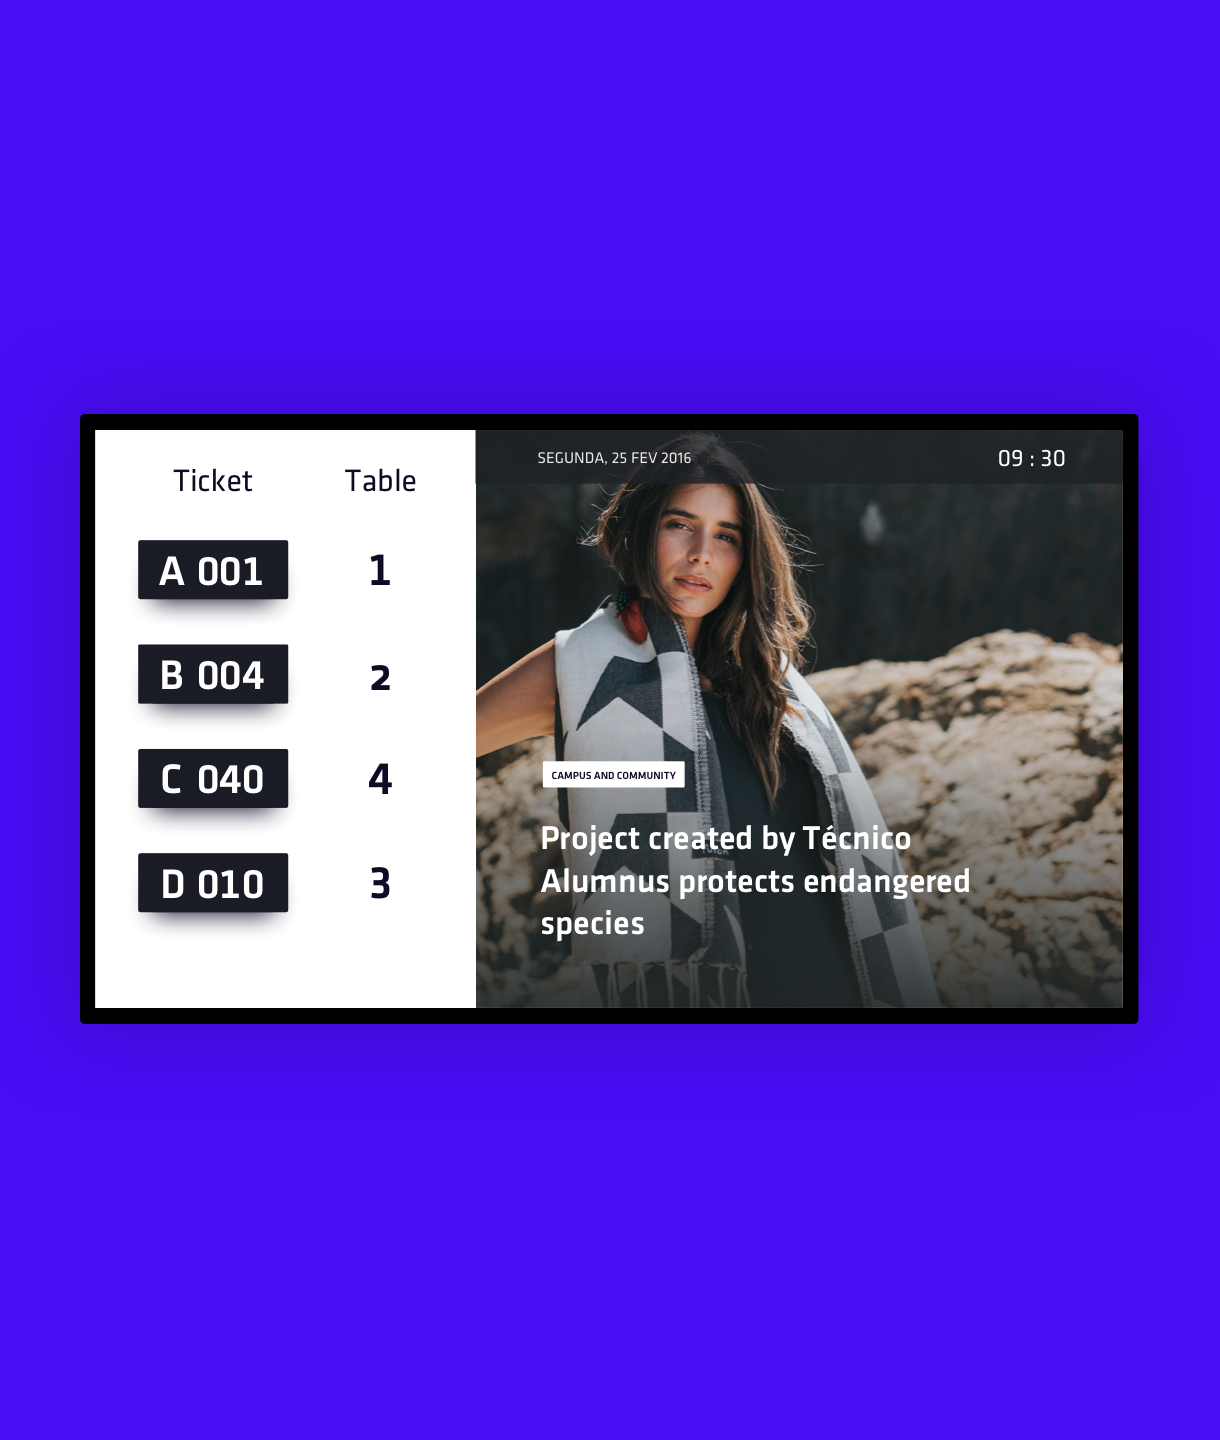 Ticket Table
A 001 1
B 004 2
C 040 4
D 010 3
SEGUNDA, 25 FEV 2016 09 : 30
CAMPUS AND COMMUNITY
Project created by Técnico
Alumnus protects endangered
species